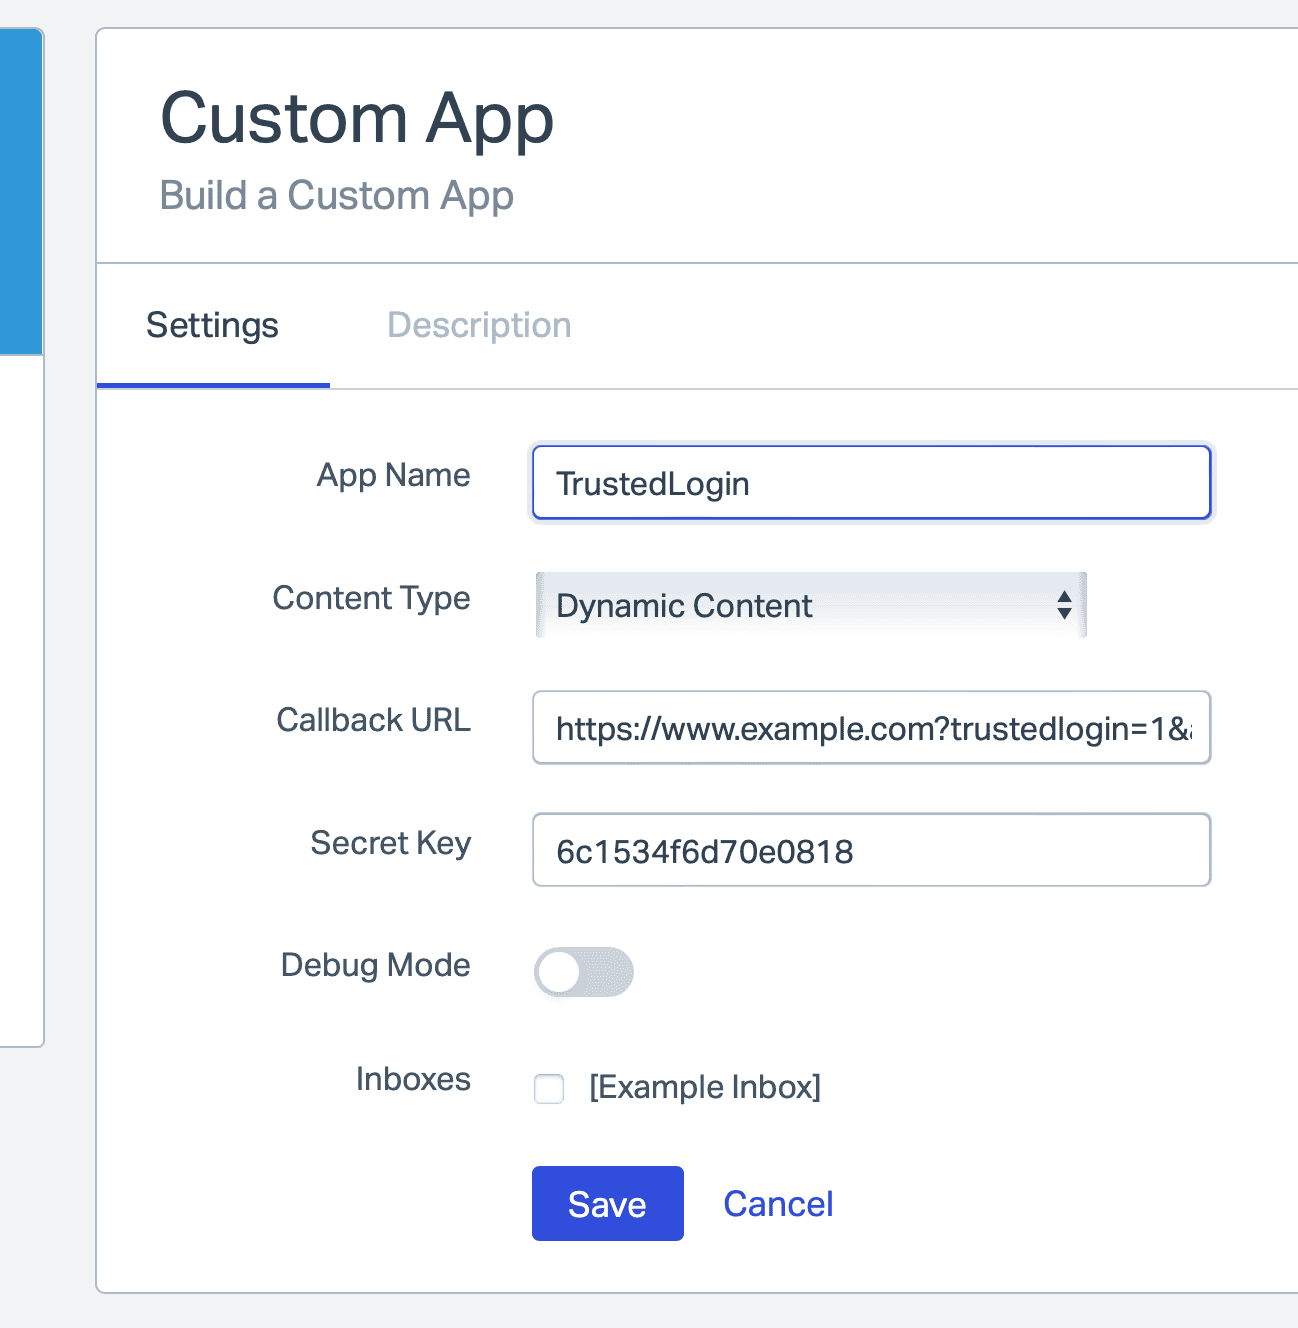 Custom App
Build a Custom App
Settings Description
App Name TrustedLogin
Content Type Dynamic Content
Callback URL https://www.example.com?trustedlogin=1&
Secret Key 6c1534f6d70e0818
Debug Mode
Inboxes [Example Inbox]
Save Cancel